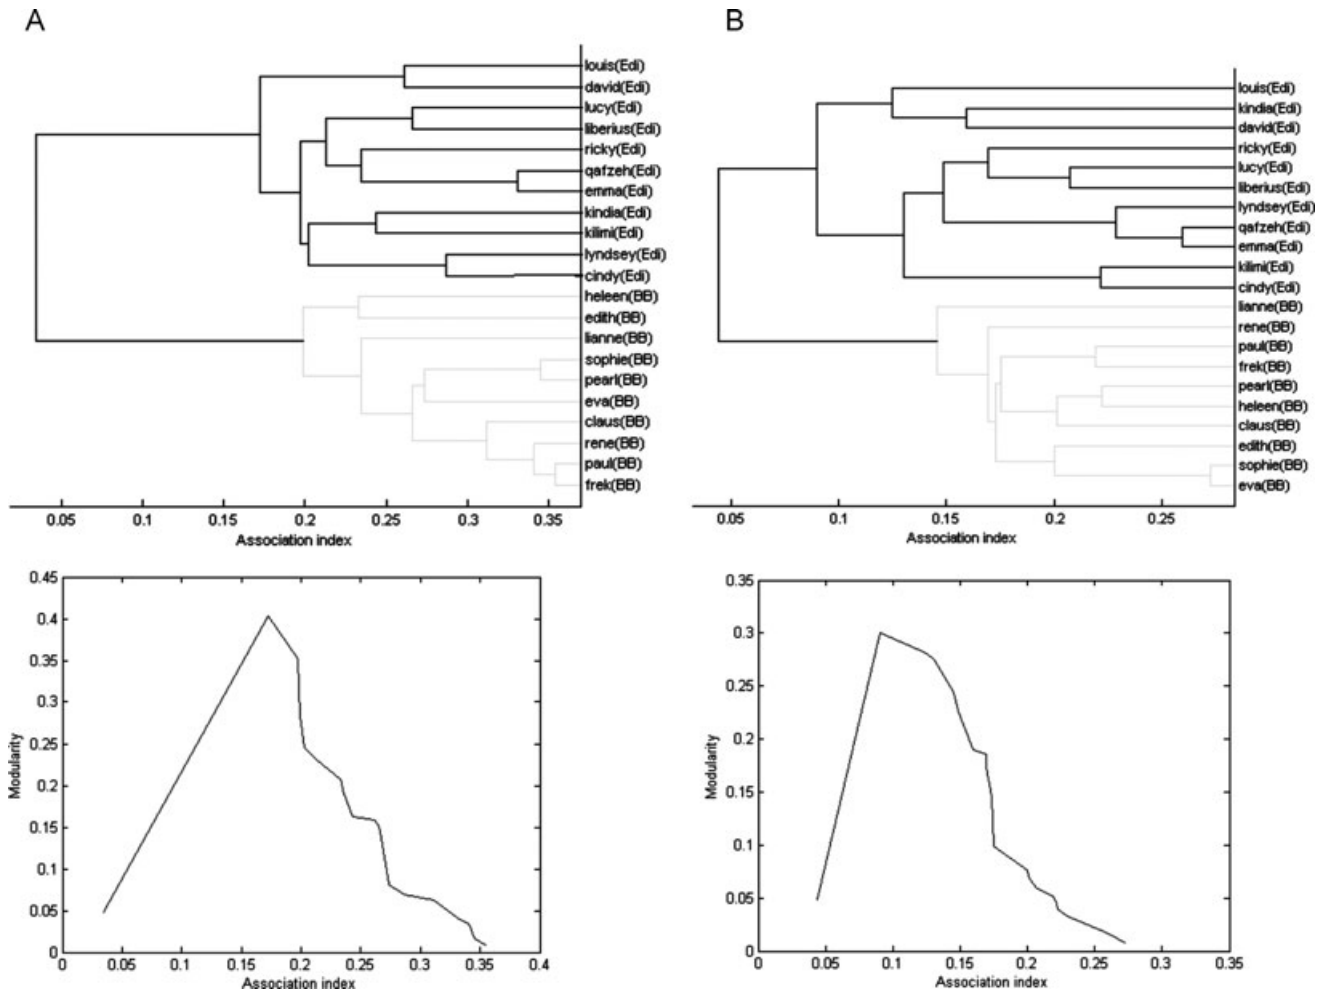 A
louis(Edi)
david(Edi)
lucy(Edi)
liberius(Edi)
ricky(Edi)
qafzeh(Edi)
emma(Edi)
kindia(Edi)
kilimi(Edi)
lyndsey(Edi)
cindy(Edi)
heleen(BB)
edith(BB)
lianne(BB)
sophie(BB)
pearl(BB)
eva(BB)
claus(BB)
rene(BB)
paul(BB)
frek(BB)
0.05 0.1 0.15 0.2 0.25 0.3 0.35
Association index
B
louis(Edi)
kindia(Edi)
david(Edi)
ricky(Edi)
lucy(Edi)
liberius(Edi)
lyndsey(Edi)
qafzeh(Edi)
emma(Edi)
kilimi(Edi)
cindy(Edi)
lianne(BB)
rene(BB)
paul(BB)
frek(BB)
pearl(BB)
heleen(BB)
claus(BB)
edith(BB)
sophie(BB)
eva(BB)
0.05 0.1 0.15 0.2 0.25
Association index
0.45
0.4
0.35
0.3
0.25
0.2
0.15
0.1
0.05
0
Modularity
0 0.05 0.1 0.15 0.2 0.25 0.3 0.35 0.4
Association index
0.35
0.3
0.25
0.2
0.15
0.1
0.05
0
Modularity
0 0.05 0.1 0.15 0.2 0.25 0.3 0.35
Association index